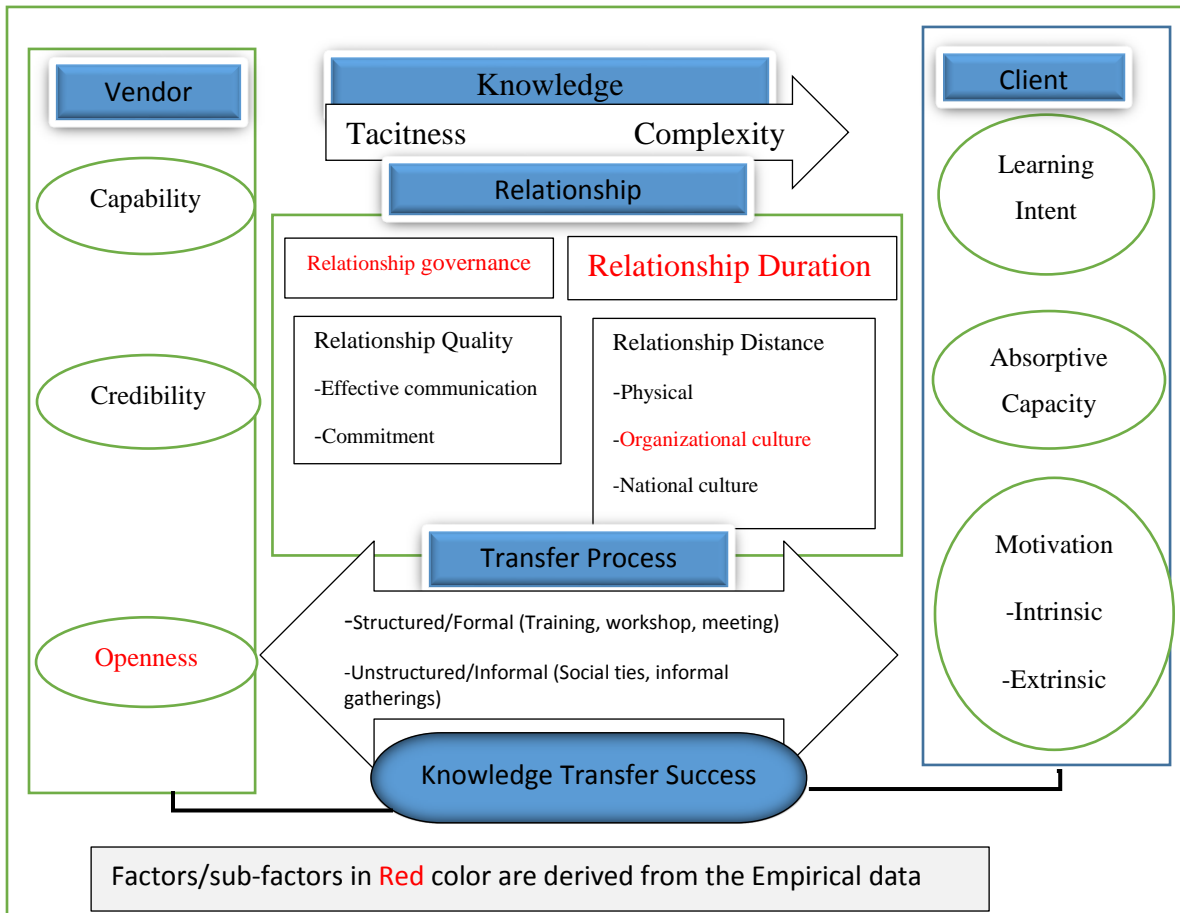 Vendor
Capability
Credibility
Openness
Knowledge
Tacitness Complexity
Relationship
Relationship governance
Relationship Duration
Relationship Quality
-Effective communication
-Commitment
Relationship Distance
-Physical
-Organizational culture
-National culture
Transfer Process
-Structured/Formal (Training, workshop, meeting)
-Unstructured/Informal (Social ties, informal
gatherings)
Knowledge Transfer Success
Client
Learning
Intent
Absorptive
Capacity
Motivation
-Intrinsic
-Extrinsic
Factors/sub-factors in Red color are derived from the Empirical data